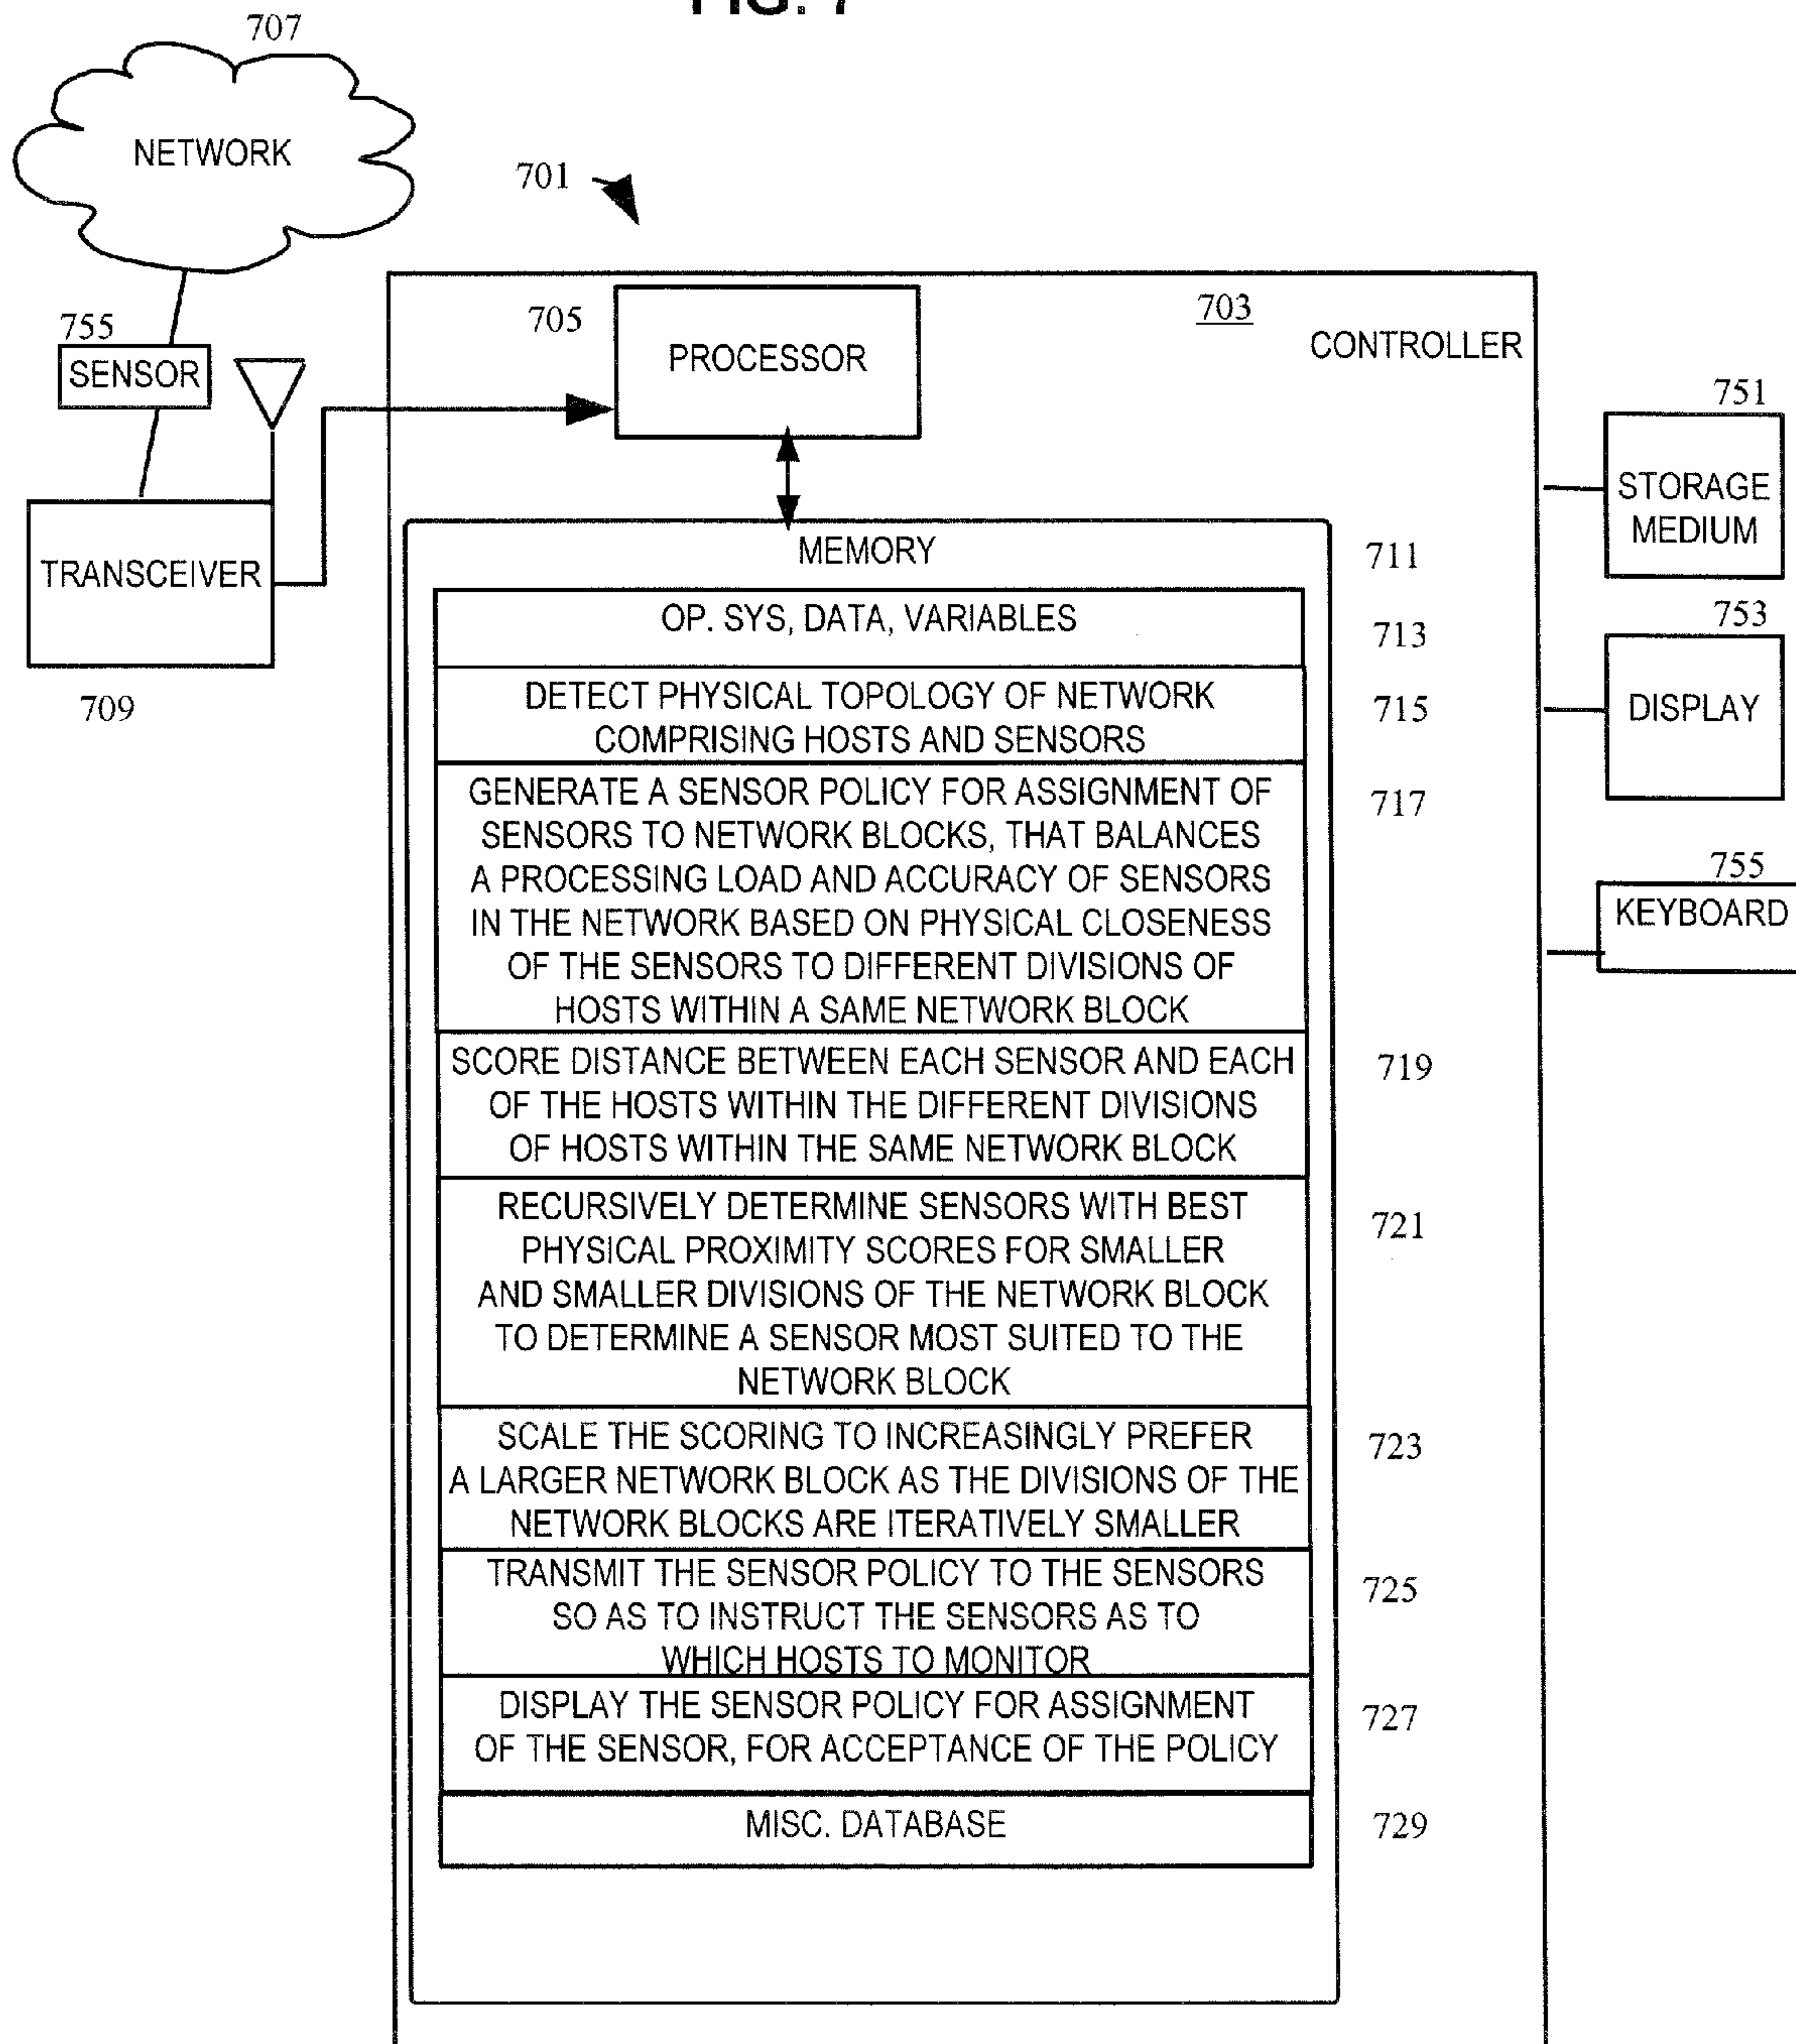 FIG. 7
707
NETWORK
701
755
SENSOR
705
PROCESSOR
703
CONTROLLER
751
STORAGE
MEDIUM
TRANSCEIVER
709
MEMORY
711
OP. SYS, DATA, VARIABLES
713
753
DISPLAY
DETECT PHYSICAL TOPOLOGY OF NETWORK
COMPRISING HOSTS AND SENSORS
715
GENERATE A SENSOR POLICY FOR ASSIGNMENT OF
SENSORS TO NETWORK BLOCKS, THAT BALANCES
A PROCESSING LOAD AND ACCURACY OF SENSORS
IN THE NETWORK BASED ON PHYSICAL CLOSENESS
OF THE SENSORS TO DIFFERENT DIVISIONS OF
HOSTS WITHIN A SAME NETWORK BLOCK
717
755
KEYBOARD
SCORE DISTANCE BETWEEN EACH SENSOR AND EACH
OF THE HOSTS WITHIN THE DIFFERENT DIVISIONS
OF HOSTS WITHIN THE SAME NETWORK BLOCK
719
RECURSIVELY DETERMINE SENSORS WITH BEST
PHYSICAL PROXIMITY SCORES FOR SMALLER
AND SMALLER DIVISIONS OF THE NETWORK BLOCK
TO DETERMINE A SENSOR MOST SUITED TO THE
NETWORK BLOCK
721
SCALE THE SCORING TO INCREASINGLY PREFER
A LARGER NETWORK BLOCK AS THE DIVISIONS OF THE
NETWORK BLOCKS ARE ITERATIVELY SMALLER
723
TRANSMIT THE SENSOR POLICY TO THE SENSORS
SO AS TO INSTRUCT THE SENSORS AS TO
WHICH HOSTS TO MONITOR
725
DISPLAY THE SENSOR POLICY FOR ASSIGNMENT
OF THE SENSOR, FOR ACCEPTANCE OF THE POLICY
727
MISC. DATABASE
729